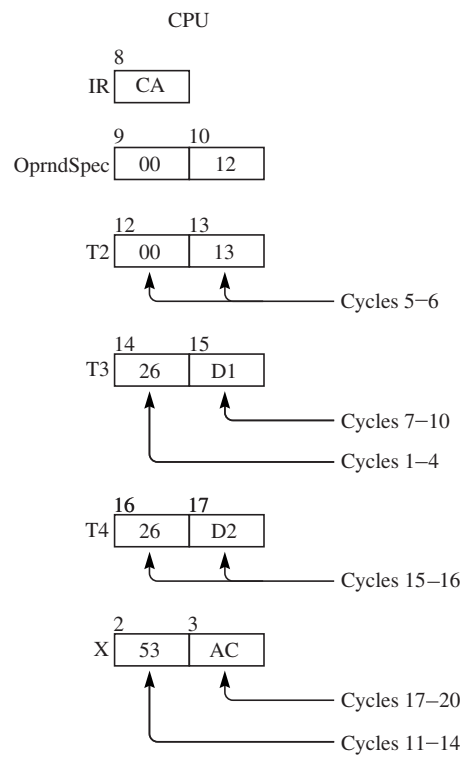 CPU
8
IR CA
9 10
OprndSpec 00 12
12 13
T2 00 13
Cycles 5–6
14 15
T3 26 D1
Cycles 7–10
Cycles 1–4
16 17
T4 26 D2
Cycles 15–16
2 3
X 53 AC
Cycles 17–20
Cycles 11–14